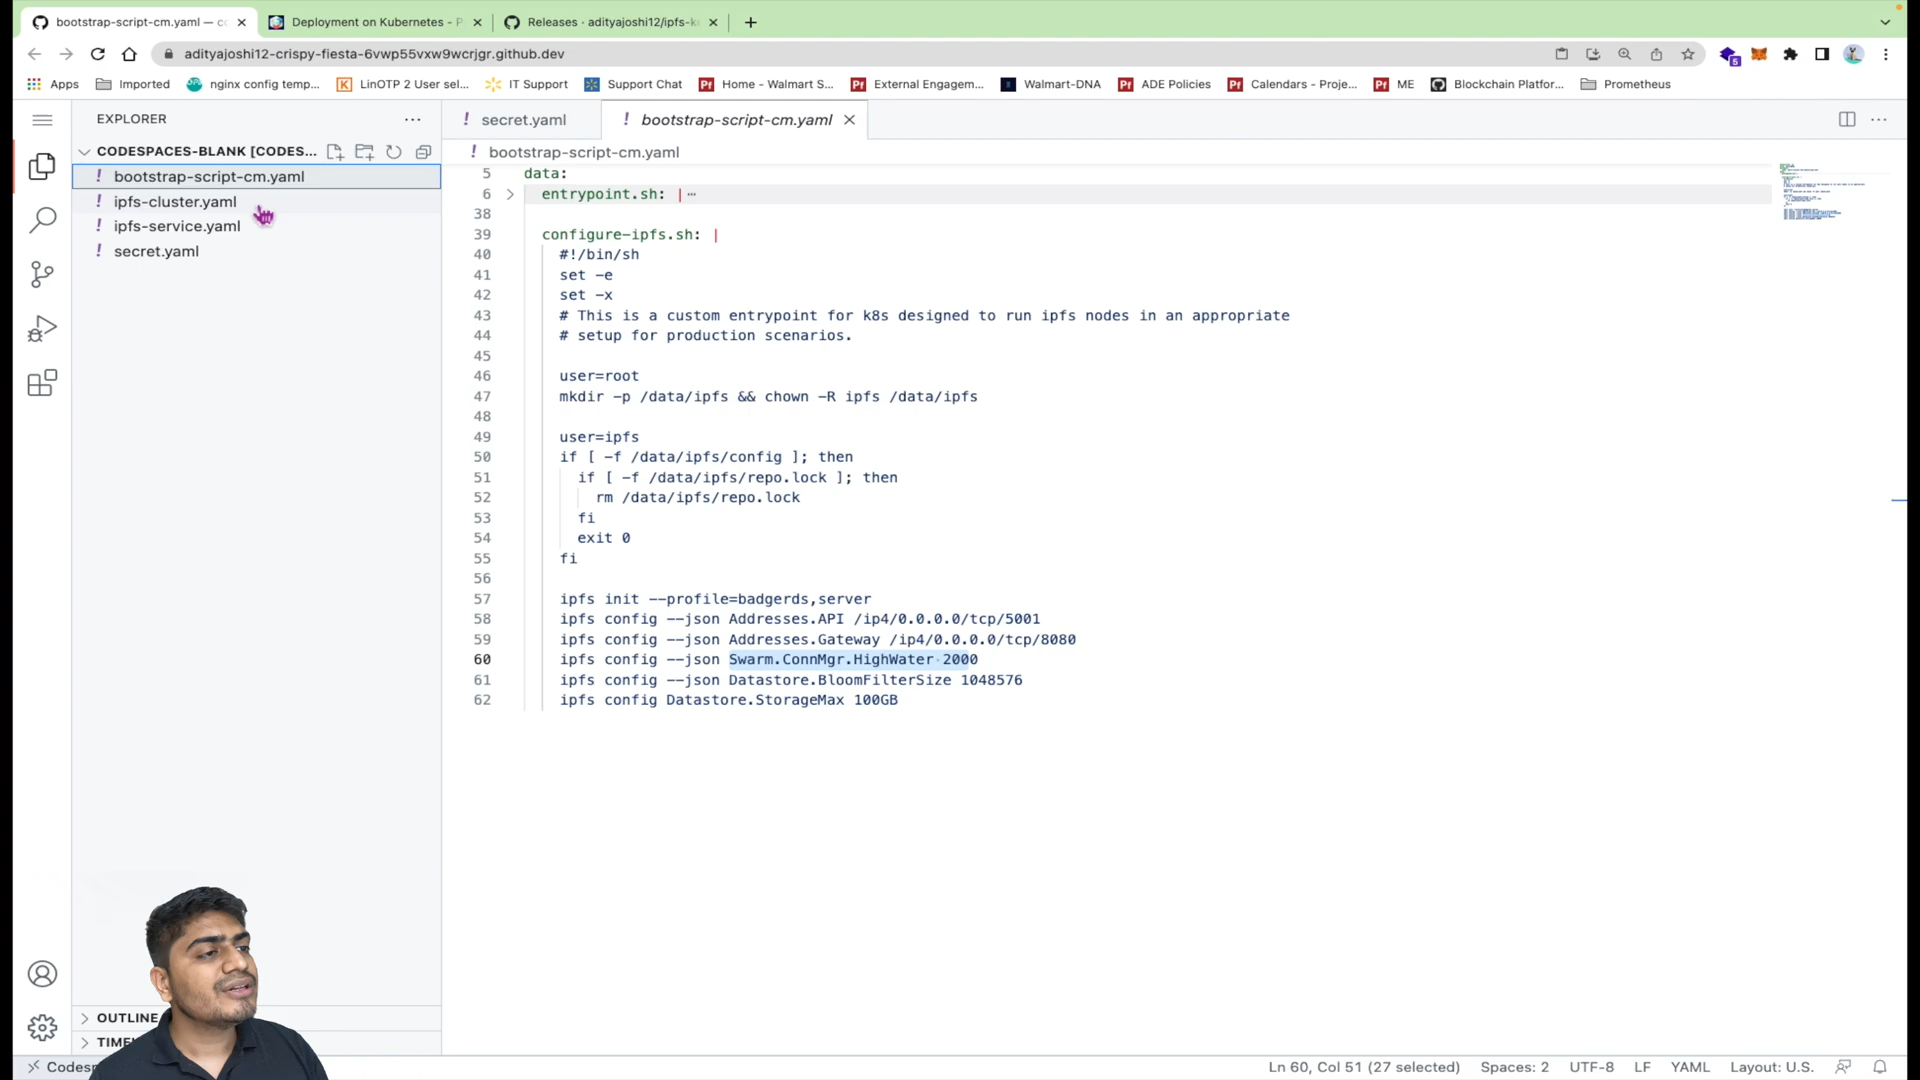 bootstrap-script-cm.yaml — co
Deployment on Kubernetes - P
Releases · adityajoshi12/ipfs-k
adityajoshi12-crispy-fiesta-6vwp55vxw9wcrjgr.github.dev
5
Apps
Imported
nginx config temp...
LinOTP 2 User sel...
IT Support
Support Chat
Home - Walmart S...
External Engagem...
Walmart-DNA
ADE Policies
Calendars - Proje...
ME
Blockchain Platfor...
Prometheus
EXPLORER
CODESPACES-BLANK [CODES...
bootstrap-script-cm.yaml
ipfs-cluster.yaml
ipfs-service.yaml
secret.yaml
OUTLINE
TIME
secret.yaml
bootstrap-script-cm.yaml
bootstrap-script-cm.yaml
5 data:
6 entrypoint.sh: | ⋯
38
39 configure-ipfs.sh: |
40 #!/bin/sh
41 set -e
42 set -x
43 # This is a custom entrypoint for k8s designed to run ipfs nodes in an appropriate
44 # setup for production scenarios.
45
46 user=root
47 mkdir -p /data/ipfs && chown -R ipfs /data/ipfs
48
49 user=ipfs
50 if [ -f /data/ipfs/config ]; then
51 if [ -f /data/ipfs/repo.lock ]; then
52 rm /data/ipfs/repo.lock
53 fi
54 exit 0
55 fi
56
57 ipfs init --profile=badgerds,server
58 ipfs config --json Addresses.API /ip4/0.0.0.0/tcp/5001
59 ipfs config --json Addresses.Gateway /ip4/0.0.0.0/tcp/8080
60 ipfs config --json Swarm.ConnMgr.HighWater 2000
61 ipfs config --json Datastore.BloomFilterSize 1048576
62 ipfs config Datastore.StorageMax 100GB
Codesp
Ln 60, Col 51 (27 selected)
Spaces: 2
UTF-8
LF
YAML
Layout: U.S.